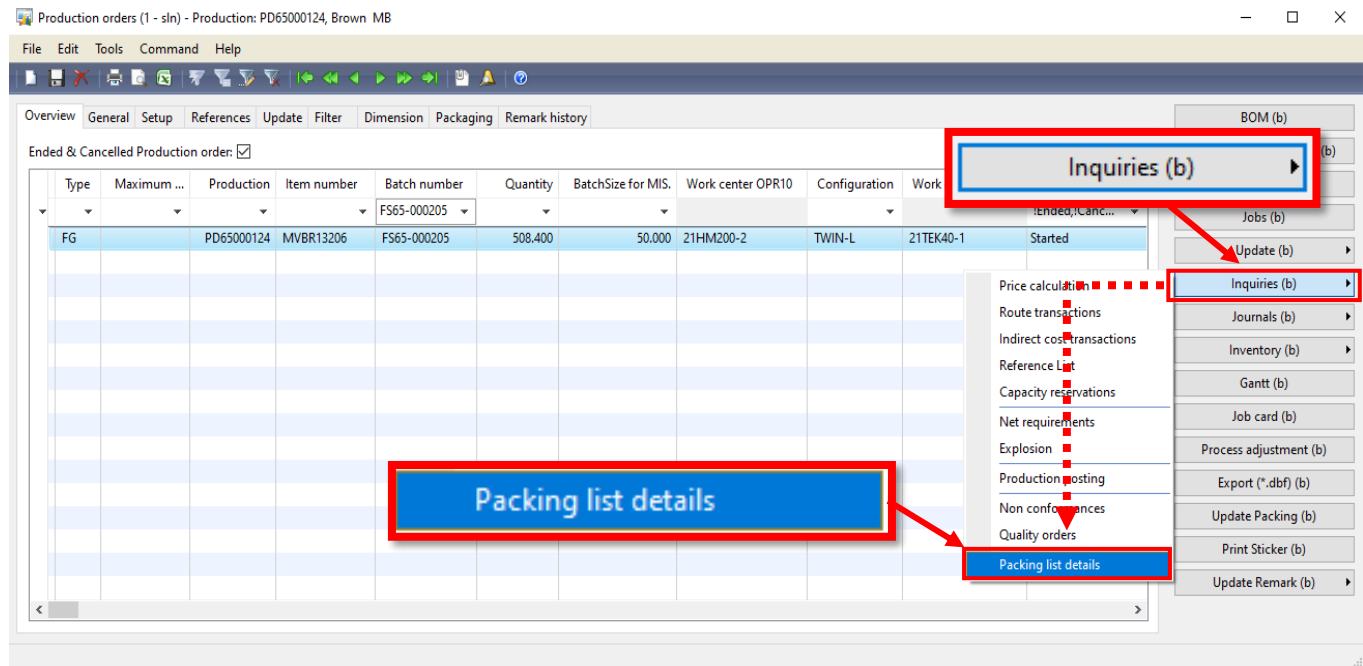 Production orders (1 - sln) - Production: PD65000124, Brown MB
File Edit Tools Command Help
Overview General Setup References Update Filter Dimension Packaging Remark history
Ended & Cancelled Production order:
Type Maximum ... Production Item number Batch number Quantity BatchSize for MIS. Work center OPR10 Configuration Work
FS65-000205 !Ended,!Canc...
FG PD65000124 MVBR13206 FS65-000205 508.400 50.000 21HM200-2 TWIN-L 21TEK40-1 Started
Inquiries (b)
Price calculation
Route transactions
Indirect cost transactions
Reference List
Capacity reservations
Net requirements
Explosion
Production posting
Non conformances
Quality orders
Packing list details
Packing list details
BOM (b)
(b)
Jobs (b)
Update (b)
Inquiries (b)
Journals (b)
Inventory (b)
Gantt (b)
Job card (b)
Process adjustment (b)
Export (*.dbf) (b)
Update Packing (b)
Print Sticker (b)
Update Remark (b)